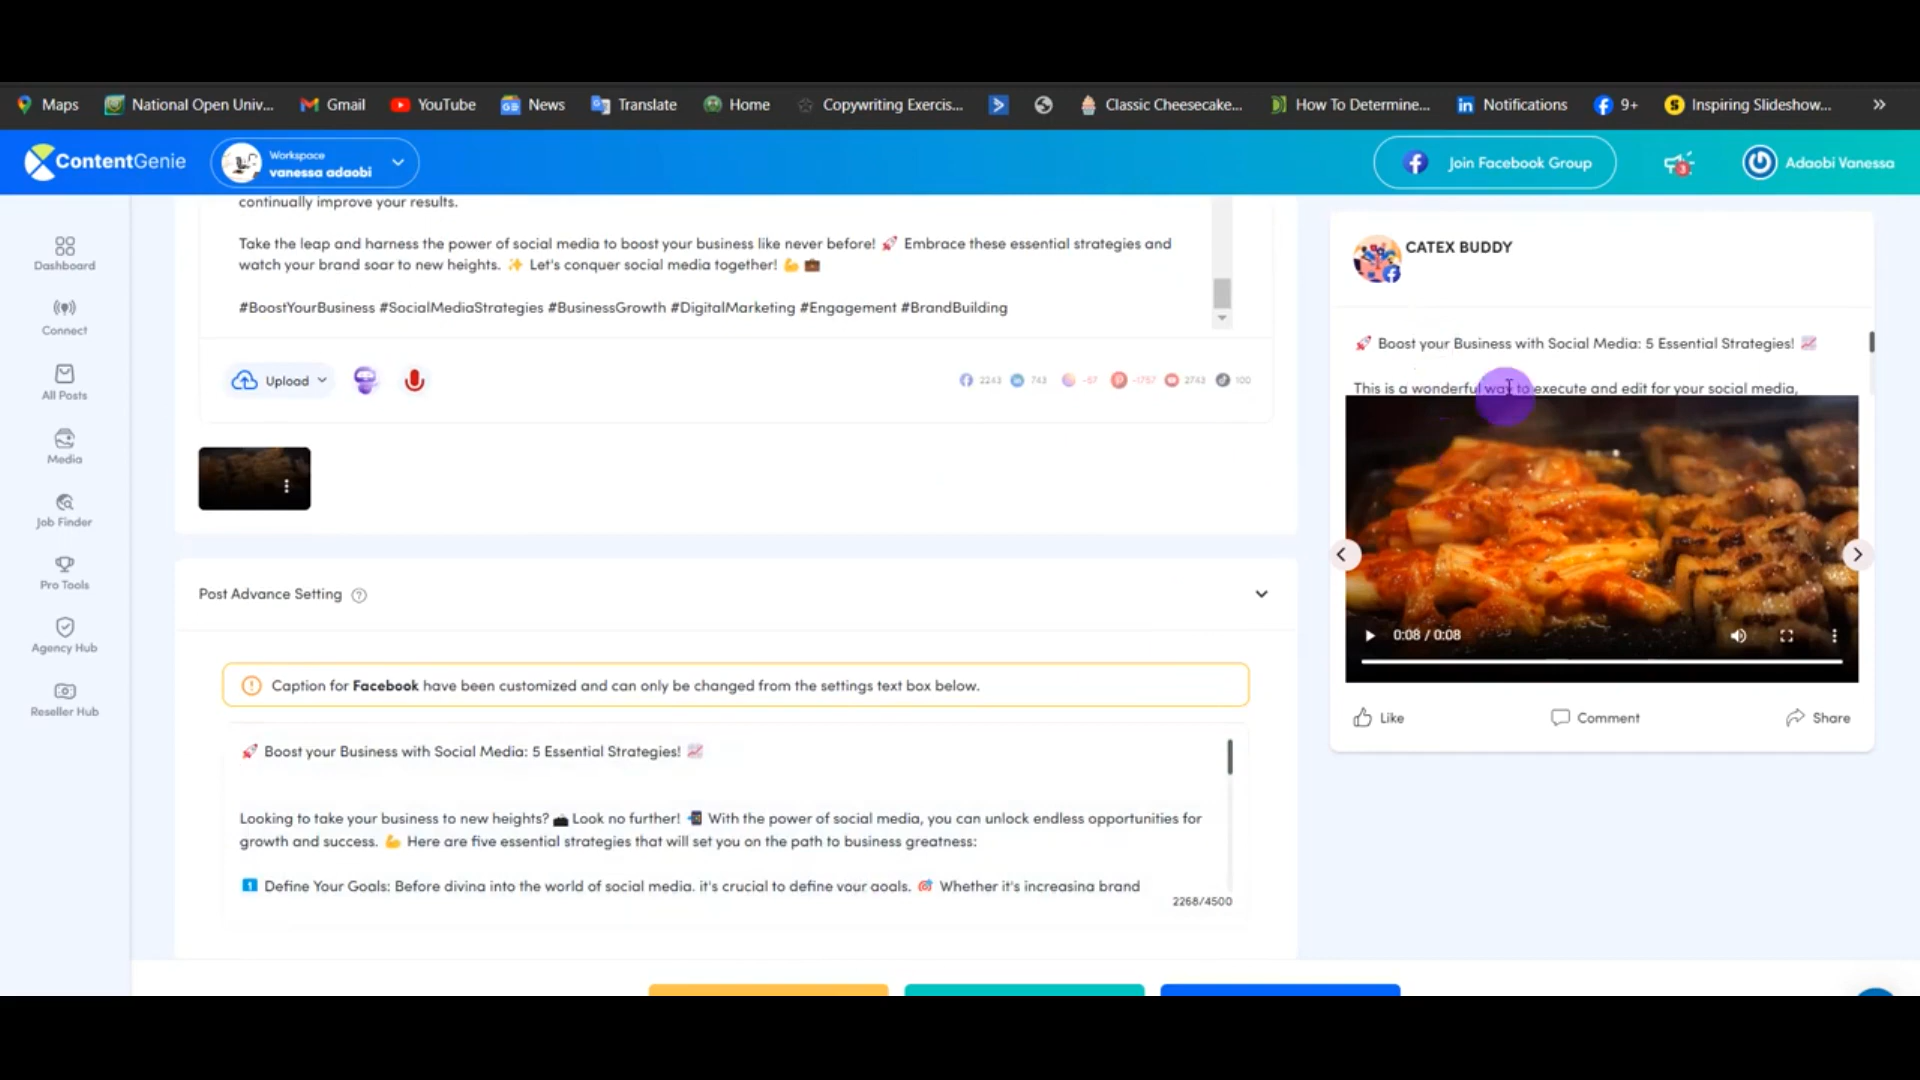 Maps National Open Univ... Gmail YouTube News Translate Home Copywriting Exercis... Classic Cheesecake... How To Determine... Notifications 9+ Inspiring Slideshow... »
ContentGenie
Workspace
vanessa adaobi
Join Facebook Group
3
Adaobi Vanessa
Dashboard
Connect
All Posts
Media
Job Finder
Pro Tools
Agency Hub
Reseller Hub
continually improve your results.
Take the leap and harness the power of social media to boost your business like never before! 🚀 Embrace these essential strategies and
watch your brand soar to new heights. ✨ Let's conquer social media together! 💪 💼
#BoostYourBusiness #SocialMediaStrategies #BusinessGrowth #DigitalMarketing #Engagement #BrandBuilding
Upload
2243 743 -57 -1757 2743 100
Post Advance Setting ?
Caption for Facebook have been customized and can only be changed from the settings text box below.
🚀 Boost your Business with Social Media: 5 Essential Strategies! 📈
Looking to take your business to new heights? Look no further! 📲 With the power of social media, you can unlock endless opportunities for
growth and success. 💪 Here are five essential strategies that will set you on the path to business greatness:
1️⃣ Define Your Goals: Before diving into the world of social media, it's crucial to define your goals. 🎯 Whether it's increasing brand
2268/4500
CATEX BUDDY
🚀 Boost your Business with Social Media: 5 Essential Strategies! 📈
This is a wonderful way to execute and edit for your social media,
0:08 / 0:08
Like
Comment
Share